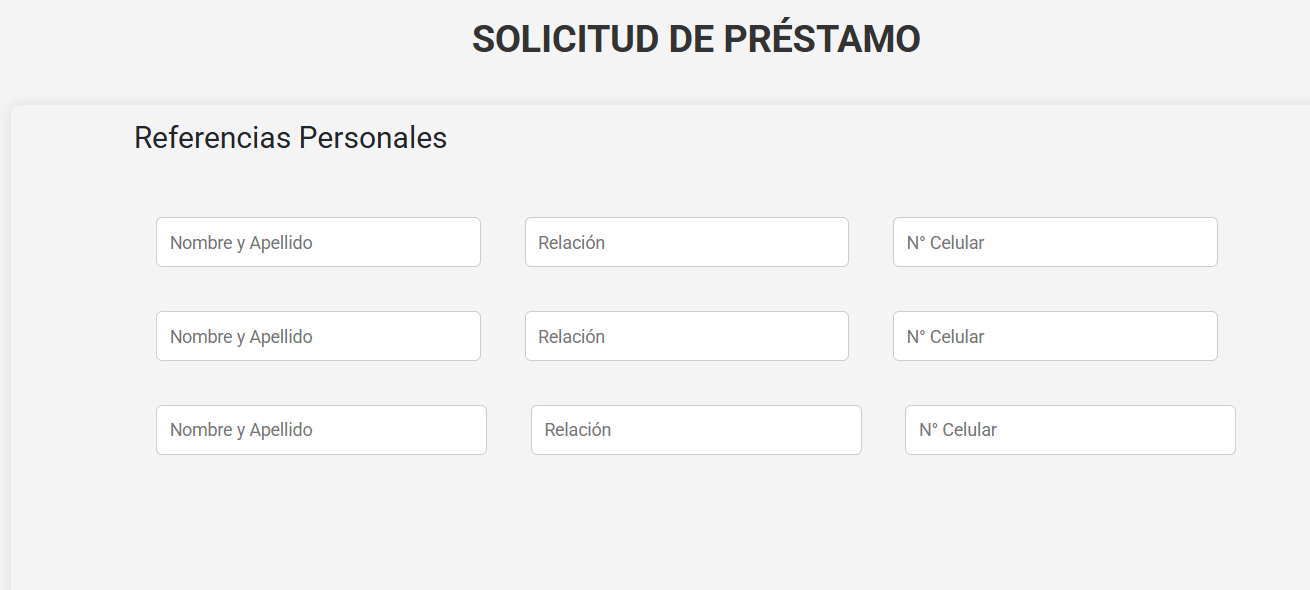 SOLICITUD DE PRÉSTAMO
Referencias Personales
Nombre y Apellido Relación N° Celular
Nombre y Apellido Relación N° Celular
Nombre y Apellido Relación N° Celular